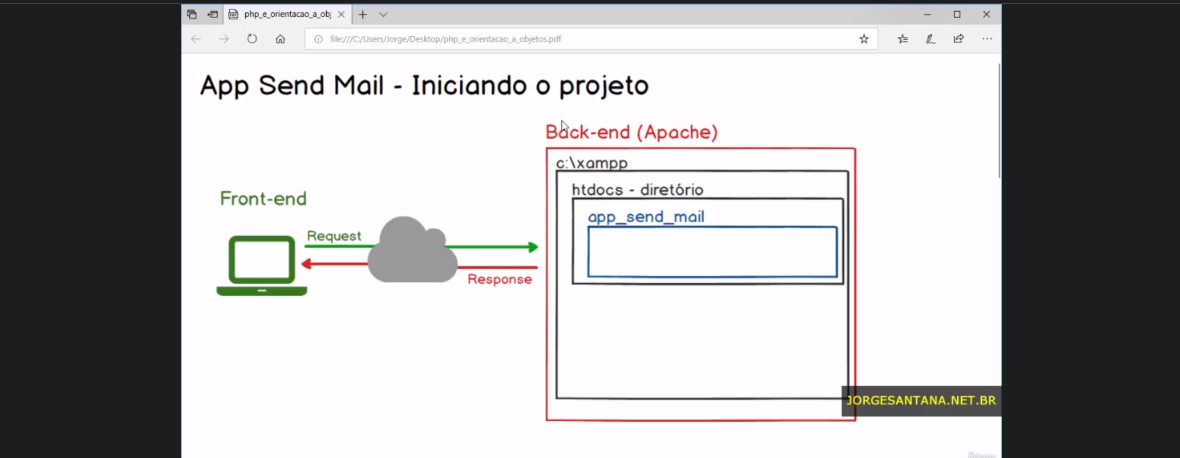 php_e_orientacao_a_obj
file:///C:/Users/Jorge/Desktop/php_e_orientacao_a_objetos.pdf
App Send Mail - Iniciando o projeto
Back-end (Apache)
c:\xampp
htdocs - diretório
Front-end
app_send_mail
Request
Response
JORGESANTANA.NET.BR